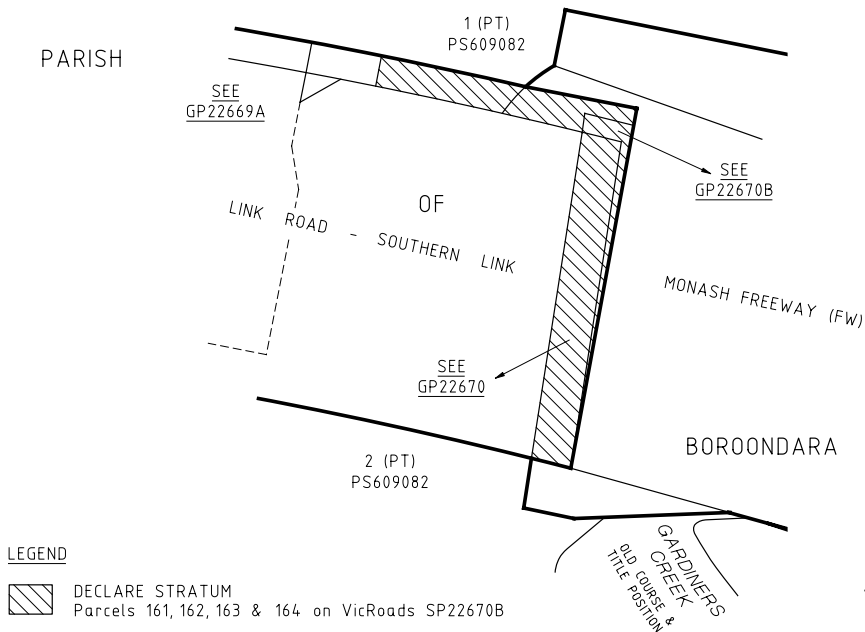 1 (PT)
PS609082
PARISH
SEE
GP22669A
SEE
GP22670B
OF
LINK ROAD - SOUTHERN LINK
MONASH FREEWAY (FW)
SEE
GP22670
BOROONDARA
2 (PT)
PS609082
GARDINERS
CREEK
OLD COURSE &
TITLE POSITION
LEGEND
DECLARE STRATUM
Parcels 161, 162, 163 & 164 on VicRoads SP22670B